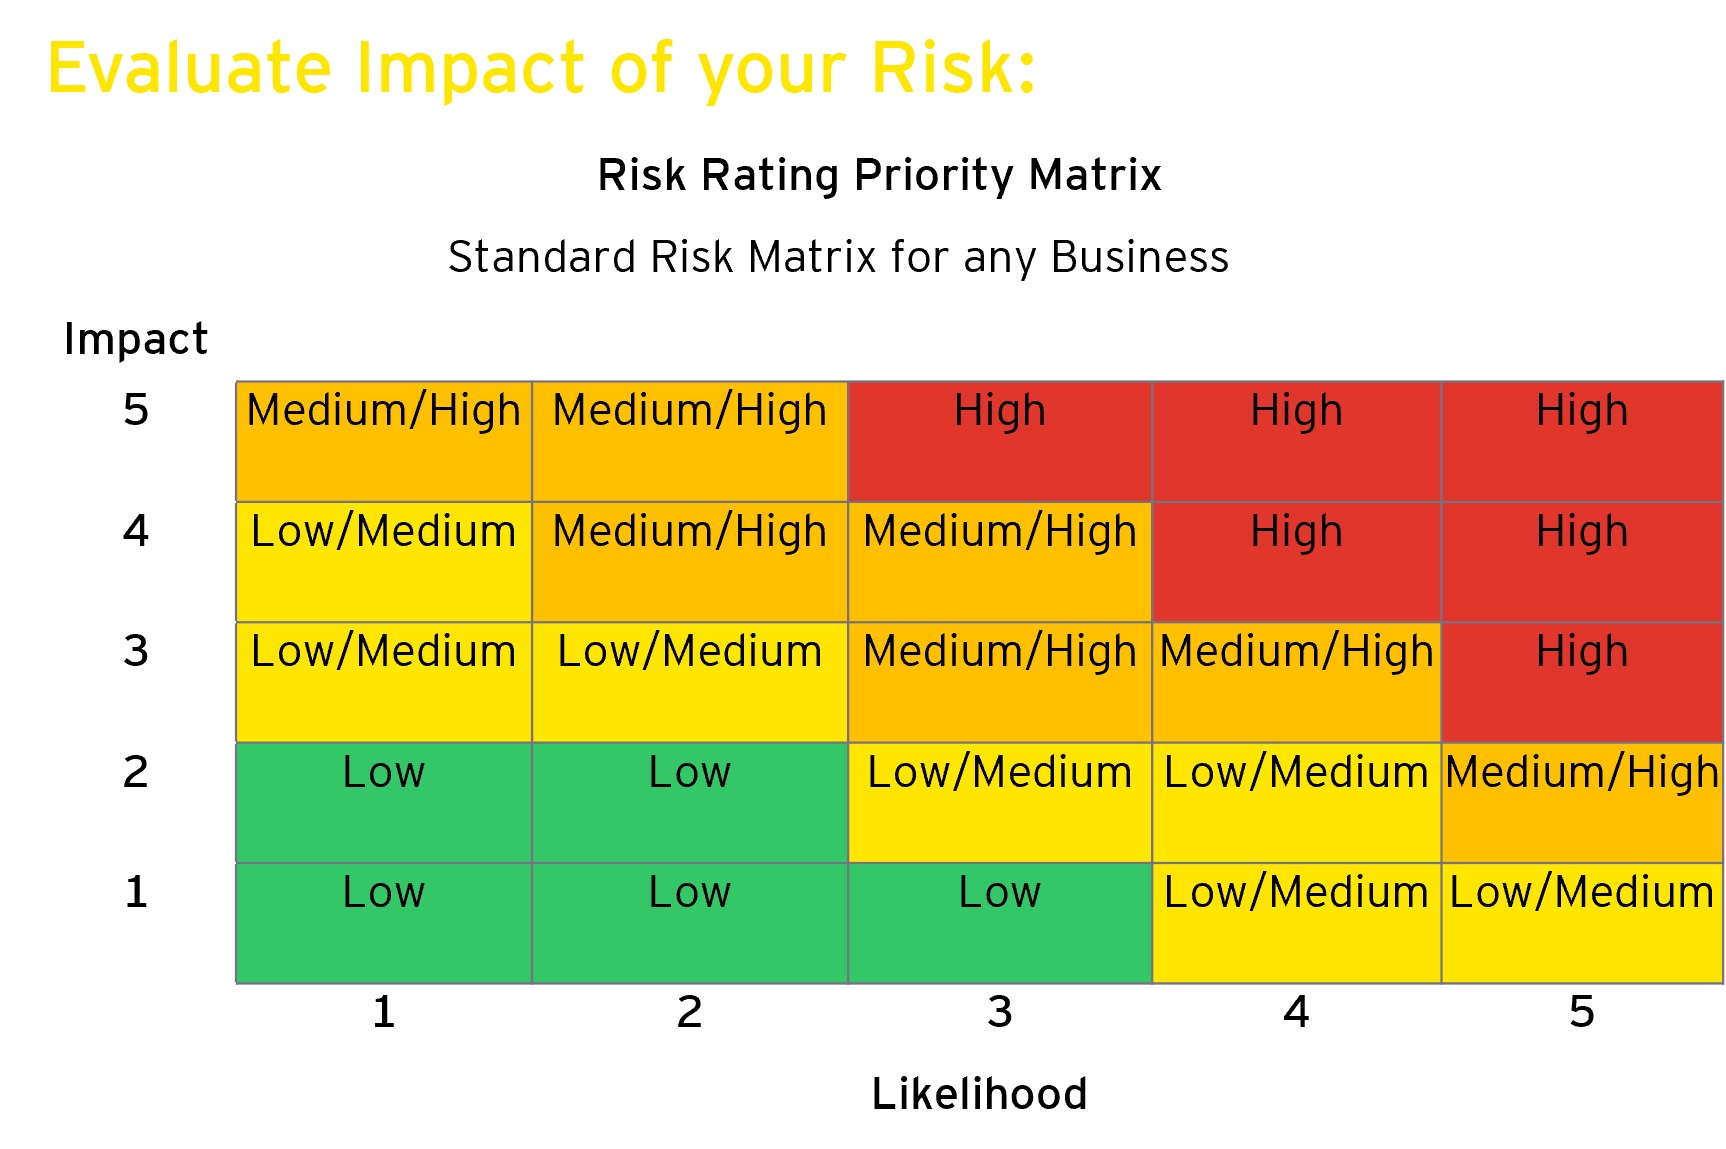 Evaluate Impact of your Risk:
Risk Rating Priority Matrix
Standard Risk Matrix for any Business
Impact
5 Medium/High Medium/High High High High
4 Low/Medium Medium/High Medium/High High High
3 Low/Medium Low/Medium Medium/High Medium/High High
2 Low Low Low/Medium Low/Medium Medium/High
1 Low Low Low Low/Medium Low/Medium
1 2 3 4 5
Likelihood